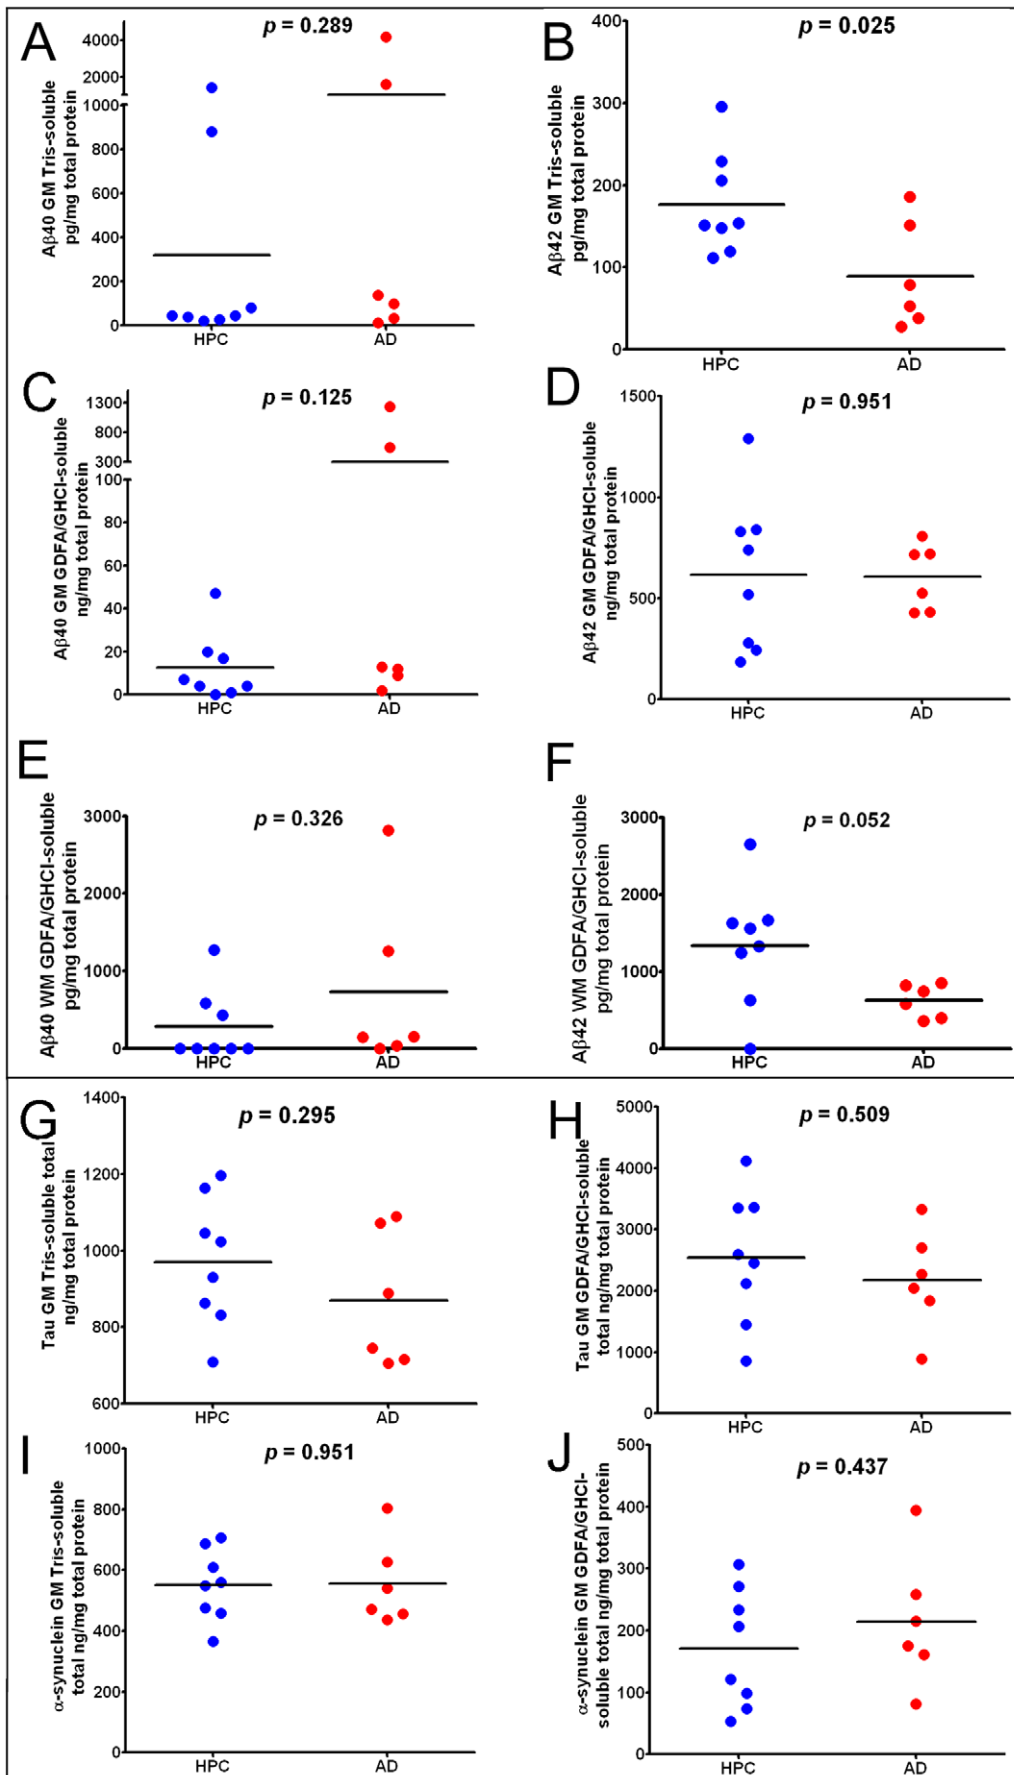 A
p = 0.289
Aβ40 GM Tris-soluble
pg/mg total protein
4000
2000
1000
800
600
400
200
0
HPC
AD
B
p = 0.025
Aβ42 GM Tris-soluble
pg/mg total protein
400
300
200
100
0
HPC
AD
C
p = 0.125
Aβ40 GM GDFA/GHCl-soluble
ng/mg total protein
1300
800
300
100
80
60
40
20
0
HPC
AD
D
p = 0.951
Aβ42 GM GDFA/GHCl-soluble
ng/mg total protein
1500
1000
500
0
HPC
AD
E
p = 0.326
Aβ40 WM GDFA/GHCl-soluble
pg/mg total protein
3000
2000
1000
0
HPC
AD
F
p = 0.052
Aβ42 WM GDFA/GHCl-soluble
pg/mg total protein
3000
2000
1000
0
HPC
AD
G
p = 0.295
Tau GM Tris-soluble total
ng/mg total protein
1400
1200
1000
800
600
HPC
AD
H
p = 0.509
Tau GM GDFA/GHCl-soluble
total ng/mg total protein
5000
4000
3000
2000
1000
0
HPC
AD
I
p = 0.951
α-synuclein GM Tris-soluble
total ng/mg total protein
1000
800
600
400
200
0
HPC
AD
J
p = 0.437
α-synuclein GM GDFA/GHCl-
soluble total ng/mg total protein
500
400
300
200
100
0
HPC
AD